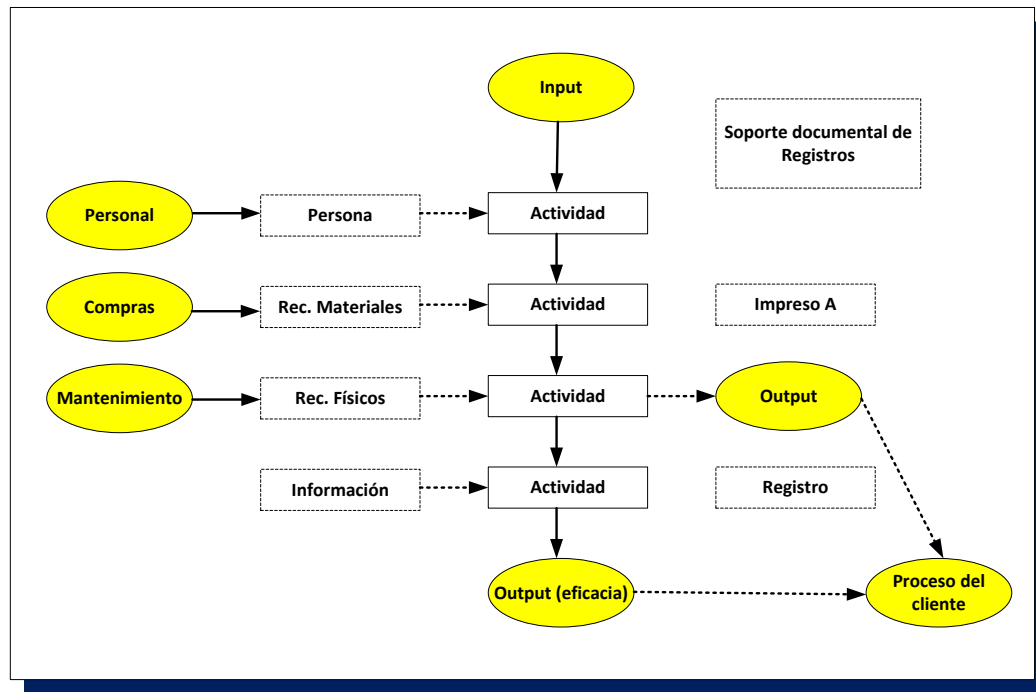 Input
Soporte documental de
Registros
Personal
Persona
Actividad
Compras
Rec. Materiales
Actividad
Impreso A
Mantenimiento
Rec. Físicos
Actividad
Output
Información
Actividad
Registro
Output (eficacia)
Proceso del
cliente